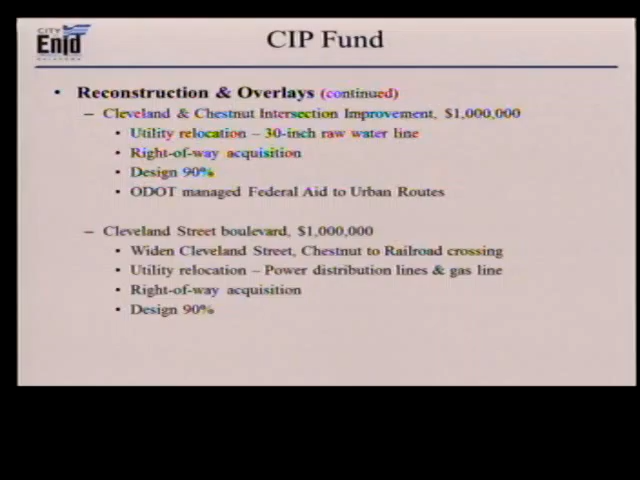 CITY
Enid
OKLAHOMA
CIP Fund
• Reconstruction & Overlays (continued)
– Cleveland & Chestnut Intersection Improvement, $1,000,000
• Utility relocation – 30-inch raw water line
• Right-of-way acquisition
• Design 90%
• ODOT managed Federal Aid to Urban Routes
– Cleveland Street boulevard, $1,000,000
• Widen Cleveland Street, Chestnut to Railroad crossing
• Utility relocation – Power distribution lines & gas line
• Right-of-way acquisition
• Design 90%